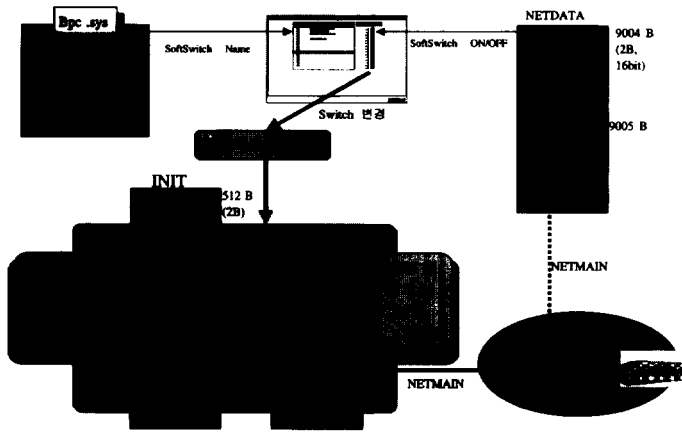 Bpc .sys
NETDATA
SoftSwitch Name
SoftSwitch ON/OFF
9004 B
(2B,
16bit)
Switch 변경
9005 B
INIT
512 B
(2B)
NETMAIN
NETMAIN